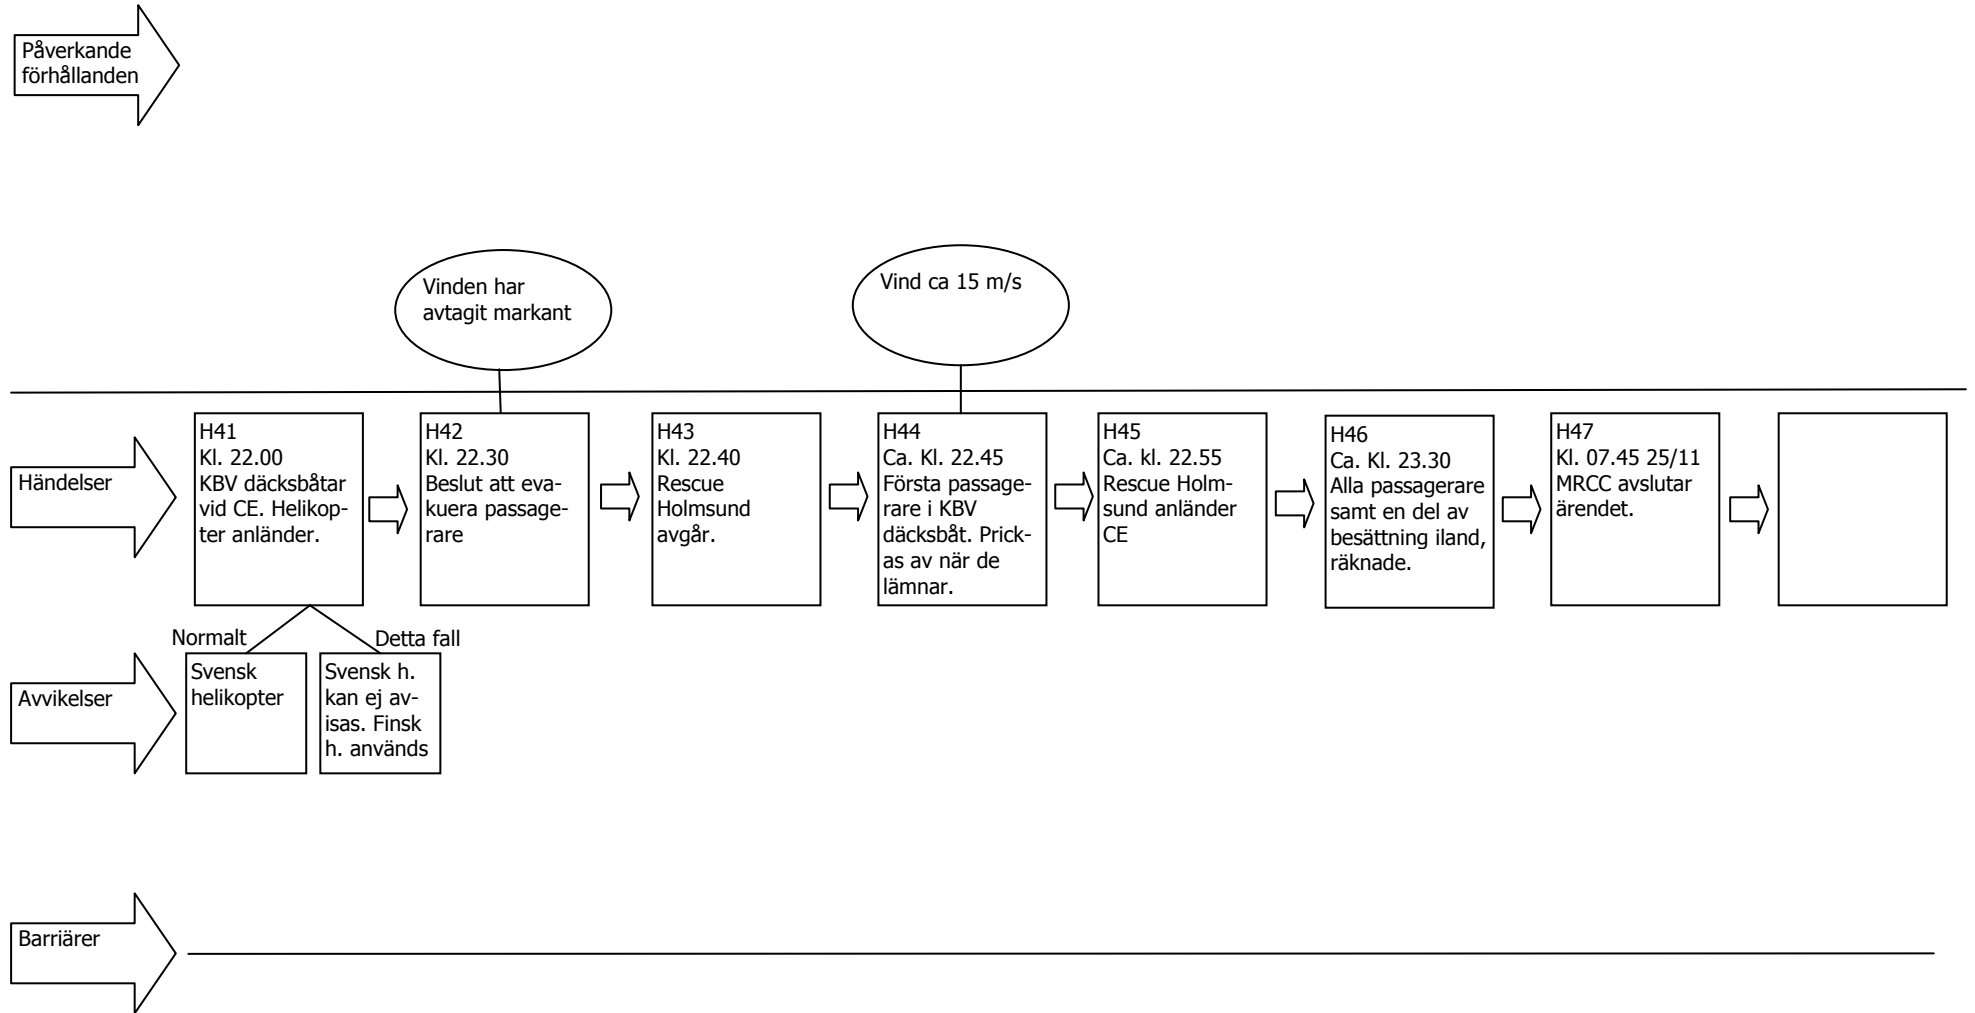 Påverkande
förhållanden
Vinden har
avtagit markant
Vind ca 15 m/s
Händelser
H41
Kl. 22.00
KBV däcksbåtar
vid CE. Helikop-
ter anländer.
H42
Kl. 22.30
Beslut att eva-
kuera passage-
rare
H43
Kl. 22.40
Rescue
Holmsund
avgår.
H44
Ca. Kl. 22.45
Första passage-
rare i KBV
däcksbåt. Prick-
as av när de
lämnar.
H45
Ca. kl. 22.55
Rescue Holm-
sund anländer
CE
H46
Ca. Kl. 23.30
Alla passagerare
samt en del av
besättning iland,
räknade.
H47
Kl. 07.45 25/11
MRCC avslutar
ärendet.
Normalt
Detta fall
Avvikelser
Svensk
helikopter
Svensk h.
kan ej av-
isas. Finsk
h. används
Barriärer